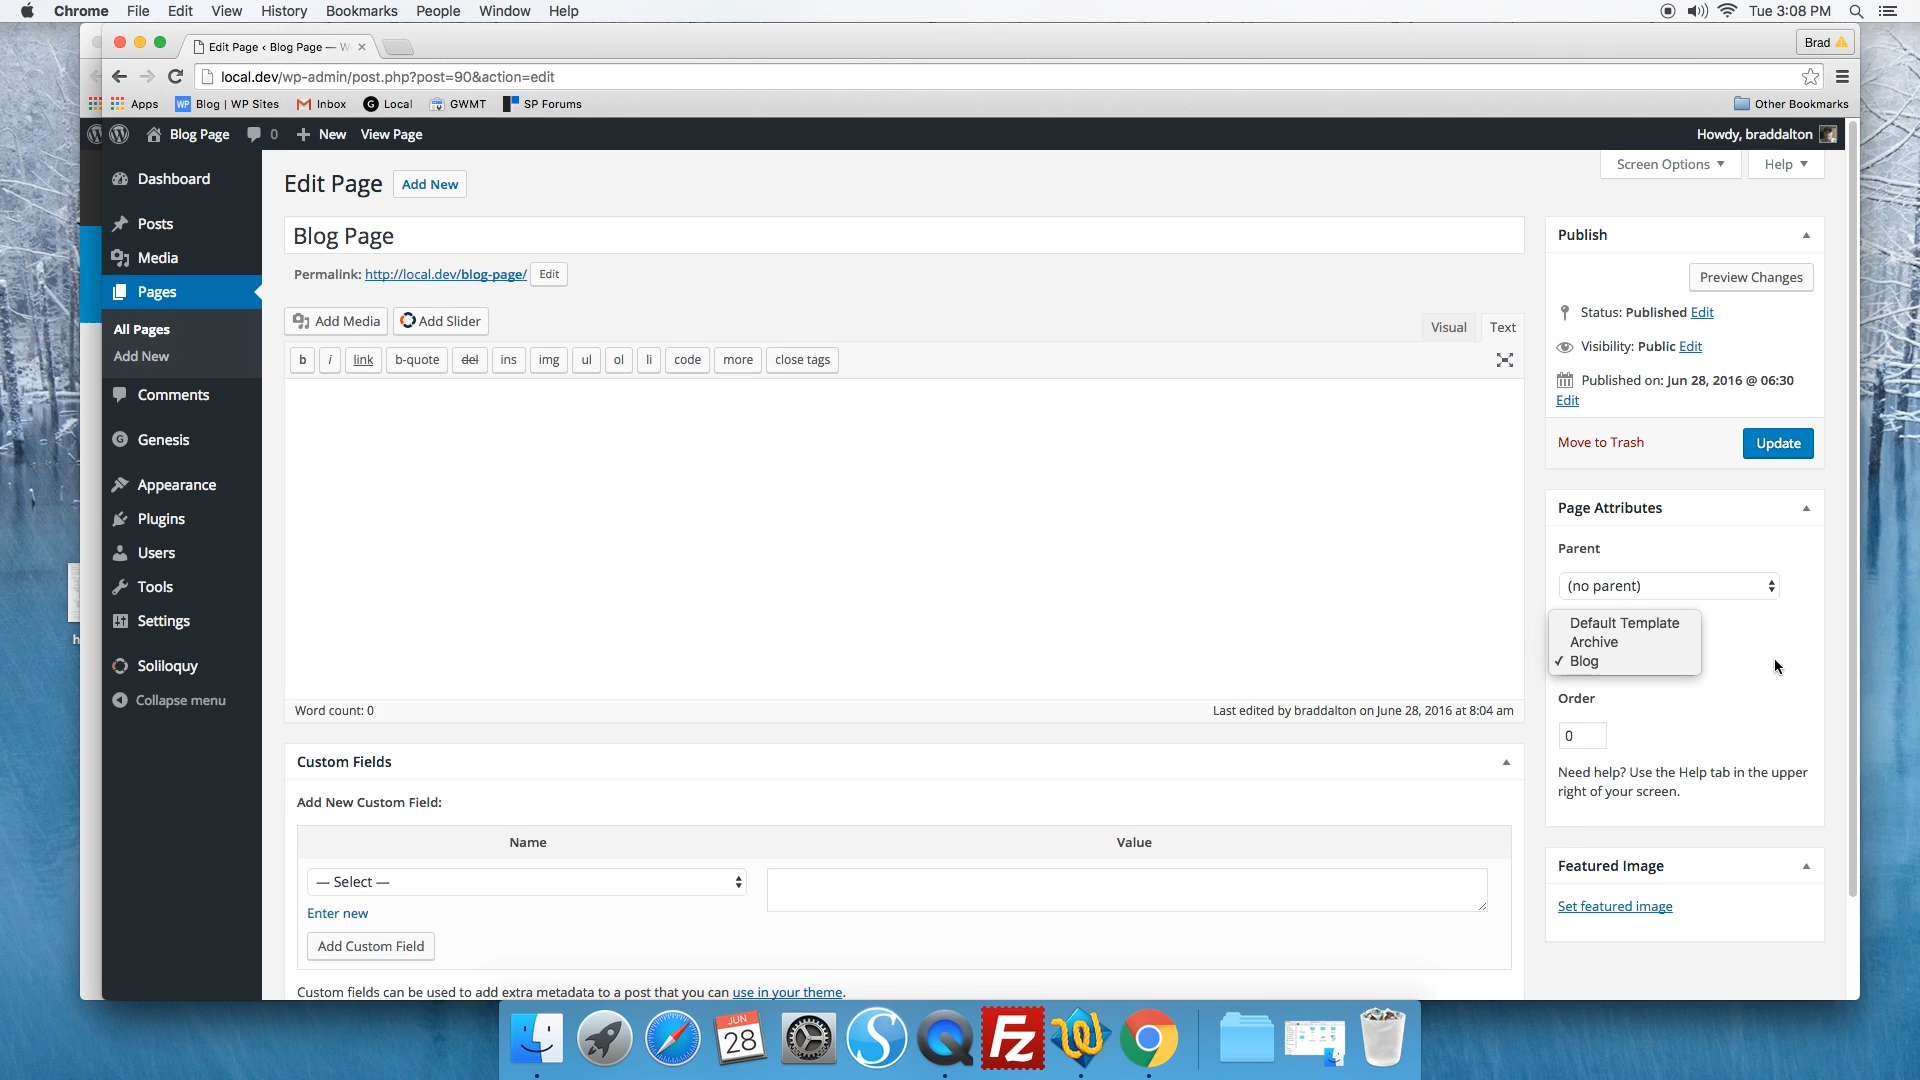 Chrome File Edit View History Bookmarks People Window Help Tue 3:08 PM
Edit Page ‹ Blog Page — W Brad
local.dev/wp-admin/post.php?post=90&action=edit
Apps WP Blog | WP Sites Inbox G Local GWMT SP Forums Other Bookmarks
Blog Page 0 + New View Page Howdy, braddalton
Screen Options Help
Dashboard
Posts
Media
Pages
All Pages
Add New
Comments
Genesis
Appearance
Plugins
Users
Tools
Settings
Soliloquy
Collapse menu
Edit Page Add New
Blog Page
Permalink: http://local.dev/blog-page/ Edit
Add Media Add Slider
Visual Text
b i link b-quote del ins img ul ol li code more close tags
Word count: 0 Last edited by braddalton on June 28, 2016 at 8:04 am
Custom Fields
Add New Custom Field:
Name Value
— Select —
Enter new
Add Custom Field
Custom fields can be used to add extra metadata to a post that you can use in your theme.
Publish
Preview Changes
Status: Published Edit
Visibility: Public Edit
Published on: Jun 28, 2016 @ 06:30
Edit
Move to Trash Update
Page Attributes
Parent
(no parent)
Default Template
Archive
✓ Blog
Order
0
Need help? Use the Help tab in the upper
right of your screen.
Featured Image
Set featured image
h
JUN
28
S
Fz